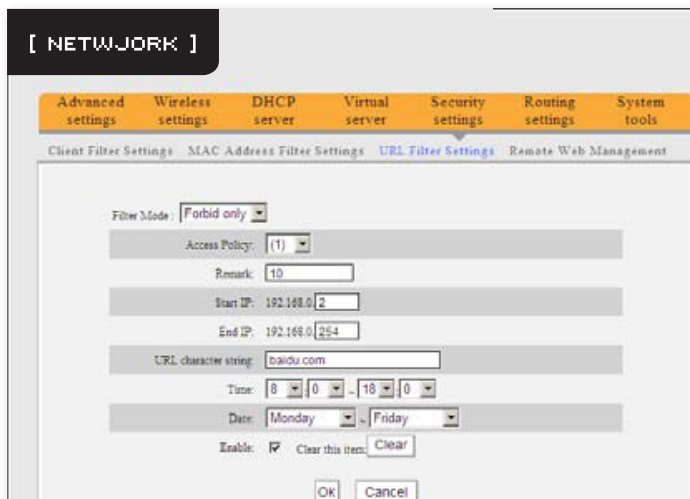 [ NETWJORK ]
Advanced settings Wireless settings DHCP server Virtual server Security settings Routing settings System tools
Client Filter Settings MAC Address Filter Settings URL Filter Settings Remote Web Management
Filter Mode : Forbid only
Access Policy: (1)
Remark: 10
Start IP: 192.168.0.2
End IP: 192.168.0.254
URL character string: baidu.com
Time: 8 : 0 ~ 18 : 0
Date: Monday ~ Friday
Enable: Clear this item: Clear
Ok Cancel